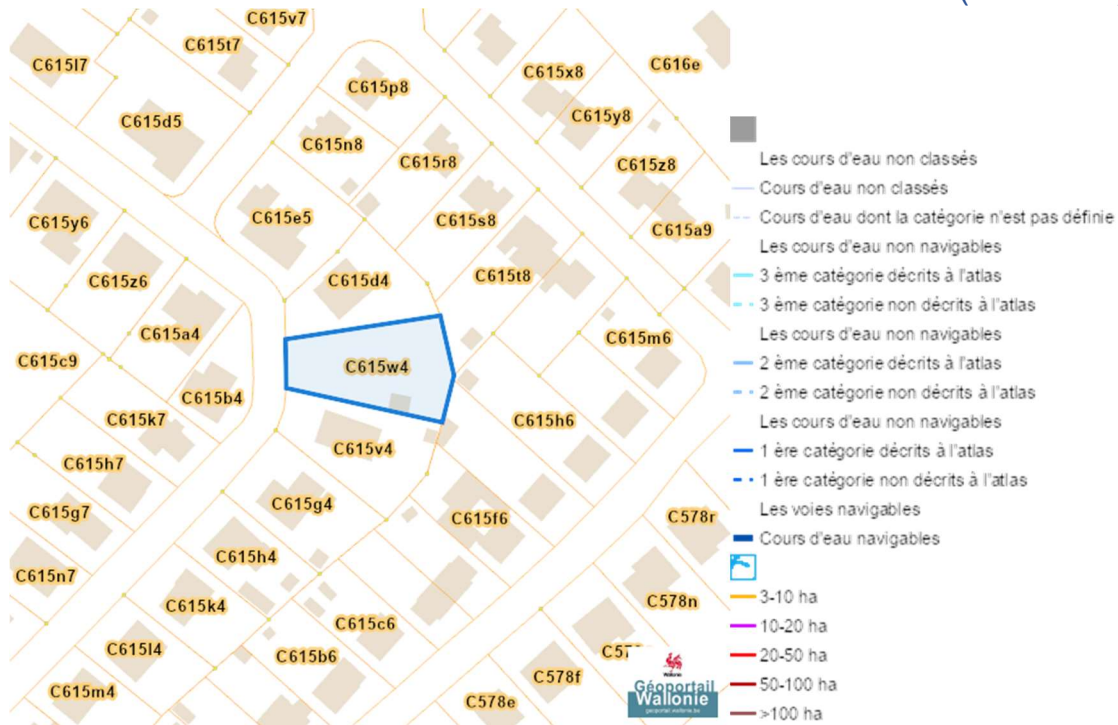 C615v7
C615l7
C615t7
C615p8
C615x8
C616e
C615d5
C615n8
C615y8
C615r8
C615z8
C615y6
C615e5
C615s8
C615a9
C615z6
C615d4
C615t8
C615a4
C615m6
C615c9
C615w4
C615b4
C615k7
C615h6
C615v4
C615h7
C615g7
C615g4
C615f6
C578r
C615n7
C615h4
C615k4
C578n
C615c6
C615l4
C615b6
C578f
C615m4
C578e
Wallonie
Géoportail
Wallonie
geoportail.wallonie.be
Les cours d'eau non classés
Cours d'eau non classés
Cours d'eau dont la catégorie n'est pas définie
Les cours d'eau non navigables
3 ème catégorie décrits à l'atlas
3 ème catégorie non décrits à l'atlas
Les cours d'eau non navigables
2 ème catégorie décrits à l'atlas
2 ème catégorie non décrits à l'atlas
Les cours d'eau non navigables
1 ère catégorie décrits à l'atlas
1 ère catégorie non décrits à l'atlas
Les voies navigables
Cours d'eau navigables
3-10 ha
10-20 ha
20-50 ha
50-100 ha
>100 ha